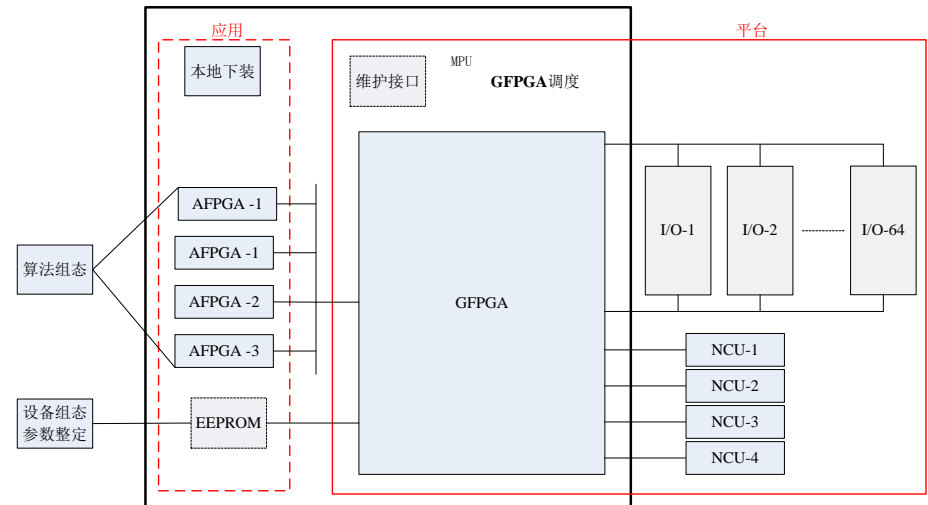 应用
平台
本地下装
维护接口
MPU
GFPGA调度
AFPGA -1
AFPGA -1
AFPGA -2
AFPGA -3
算法组态
设备组态
参数整定
EEPROM
GFPGA
I/O-1
I/O-2
I/O-64
NCU-1
NCU-2
NCU-3
NCU-4